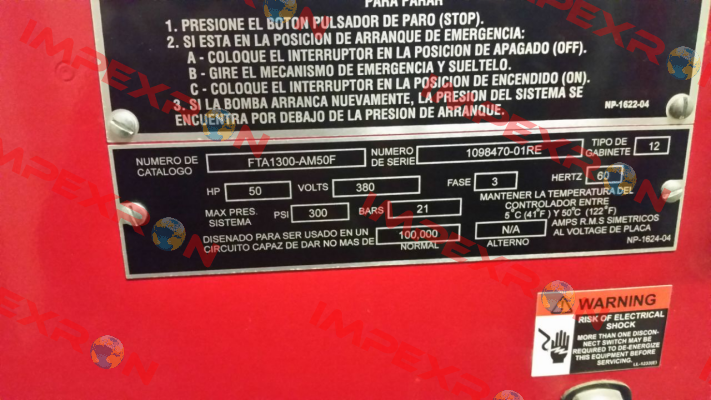 PARA PARAR
1. PRESIONE EL BOTON PULSADOR DE PARO (STOP).
2. SI ESTA EN LA POSICION DE ARRANQUE DE EMERGENCIA:
A - COLOQUE EL INTERRUPTOR EN LA POSICION DE APAGADO (OFF).
B - GIRE EL MECANISMO DE EMERGENCIA Y SUELTELO.
C - COLOQUE EL INTERRUPTOR EN LA POSICION DE ENCENDIDO (ON).
3. SI LA BOMBA ARRANCA NUEVAMENTE, LA PRESION DEL SISTEMA SE
ENCUENTRA POR DEBAJO DE LA PRESION DE ARRANQUE.
NP-1622-04
NUMERO DE
CATALOGO
FTA1300-AM50F
NUMERO
DE SERIE
1098470-01RE
TIPO DE
GABINETE
12
HP
50
VOLTS
380
FASE
3
HERTZ
60
MAX PRES.
SISTEMA
PSI
300
BARS
21
MANTENER LA TEMPERATURA DEL
CONTROLADOR ENTRE
5°C (41°F) Y 50°C (122°F)
DISENADO PARA SER USADO EN UN
CIRCUITO CAPAZ DE DAR NO MAS DE
100,000
NORMAL
N/A
ALTERNO
AMPS R.M.S SIMETRICOS
AL VOLTAGE DE PLACA
NP-1624-04
WARNING
RISK OF ELECTRICAL
SHOCK
MORE THAN ONE DISCON-
NECT SWITCH MAY BE
REQUIRED TO DE-ENERGIZE
THIS EQUIPMENT BEFORE
SERVICING.
IMPEXRON
IMPEXRON
IMPEXRON